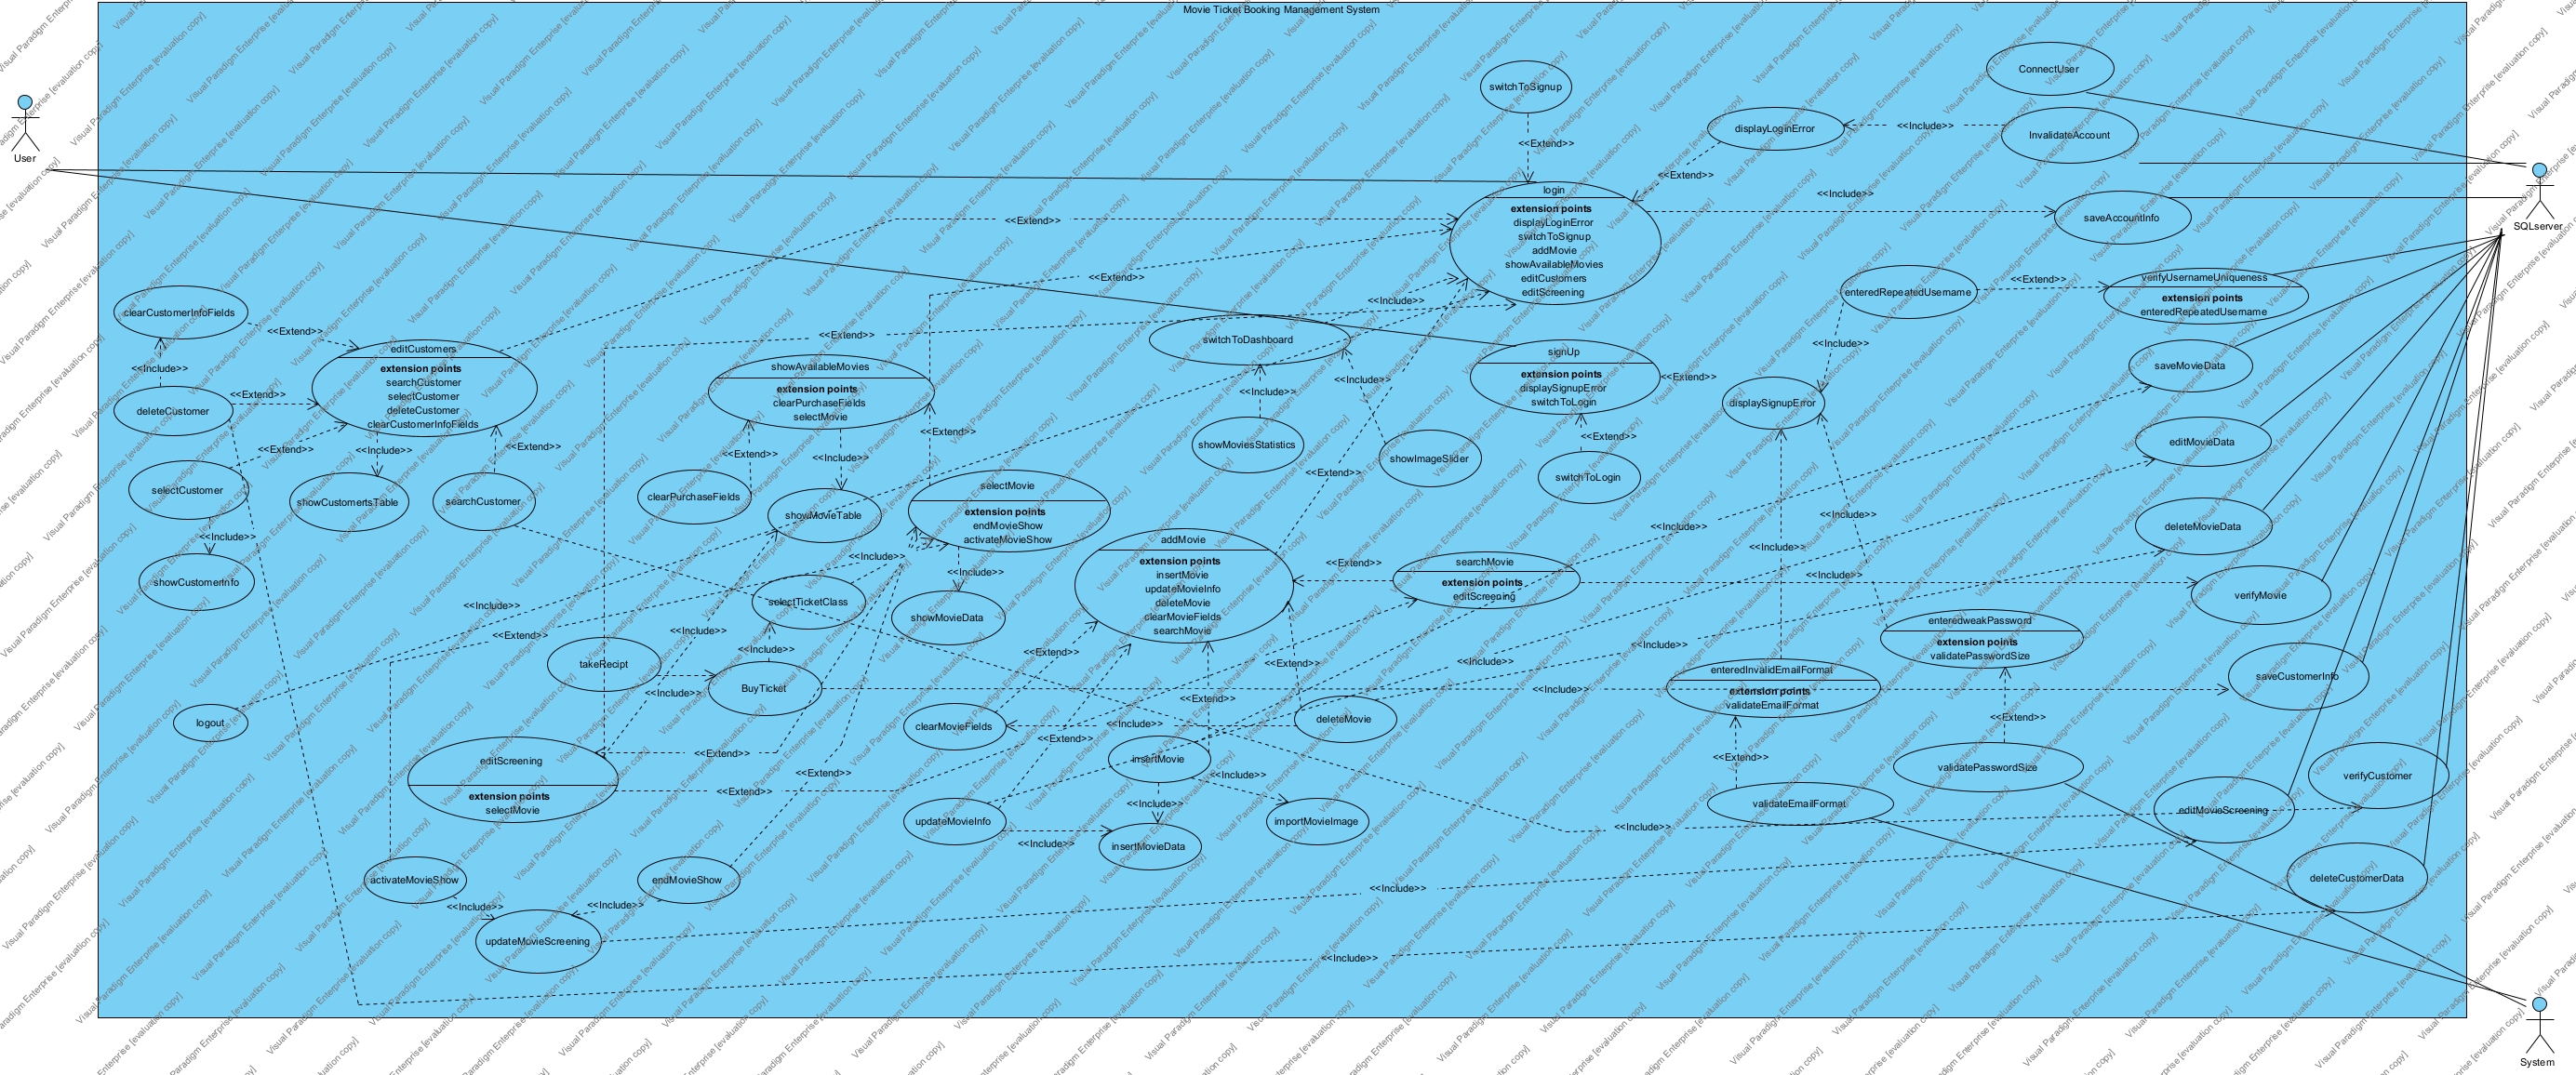 Movie Ticket Booking Management System
User
SQLserver
System
switchToSignup
<<Extend>>
ConnectUser
displayLoginError
<<Include>>
InvalidateAccount
<<Extend>>
<<Include>>
saveAccountInfo
login
extension points
displayLoginError
switchToSignup
addMovie
showAvailableMovies
editCustomers
editScreening
<<Extend>>
<<Extend>>
<<Include>>
<<Extend>>
enteredRepeatedUsername
<<Extend>>
verifyUsernameUniqueness
extension points
enteredRepeatedUsername
<<Include>>
clearCustomerInfoFields
<<Extend>>
<<Include>>
deleteCustomer
<<Extend>>
editCustomers
extension points
searchCustomer
selectCustomer
deleteCustomer
clearCustomerInfoFields
<<Extend>>
<<Include>>
<<Extend>>
selectCustomer
showCustomertsTable
searchCustomer
<<Include>>
showCustomerInfo
showAvailableMovies
extension points
clearPurchaseFields
selectMovie
<<Extend>>
<<Include>>
<<Extend>>
clearPurchaseFields
showMovieTable
switchToDashboard
<<Include>>
<<Include>>
showMoviesStatistics
showImageSlider
signUp
extension points
displaySignupError
switchToLogin
<<Extend>>
<<Extend>>
switchToLogin
displaySignupError
saveMovieData
editMovieData
deleteMovieData
verifyMovie
saveCustomerInfo
verifyCustomer
editMovieScreening
deleteCustomerData
selectMovie
extension points
endMovieShow
activateMovieShow
<<Include>>
<<Include>>
showMovieData
<<Extend>>
addMovie
extension points
insertMovie
updateMovieInfo
deleteMovie
clearMovieFields
searchMovie
<<Extend>>
searchMovie
extension points
editScreening
<<Include>>
<<Include>>
<<Include>>
<<Include>>
selectTicketClass
<<Include>>
<<Extend>>
<<Include>>
<<Include>>
takeRecipt
<<Include>>
BuyTicket
<<Extend>>
<<Extend>>
<<Include>>
<<Include>>
<<Extend>>
<<Include>>
enteredweakPassword
extension points
validatePasswordSize
enteredInvalidEmailFormat
extension points
validateEmailFormat
<<Extend>>
<<Extend>>
validatePasswordSize
validateEmailFormat
logout
clearMovieFields
<<Include>>
<<Extend>>
deleteMovie
insertMovie
<<Include>>
<<Include>>
importMovieImage
updateMovieInfo
<<Include>>
insertMovieData
editScreening
extension points
selectMovie
<<Extend>>
<<Extend>>
<<Extend>>
<<Include>>
activateMovieShow
endMovieShow
<<Include>>
<<Include>>
updateMovieScreening
<<Include>>
<<Include>>
Visual Paradigm Enterprise [evaluation copy]